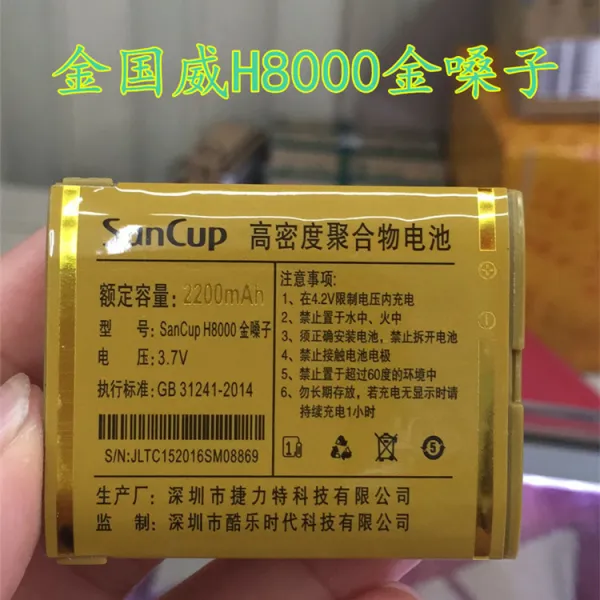 金国威H8000金嗓子
SanCup 高密度聚合物电池
额定容量: 2200mAh
型 号: SanCup H8000 金嗓子
电 压: 3.7V
执行标准: GB 31241-2014
S/N:JLTC152016SM08869
注意事项:
1、在4.2V限制电压内充电
2、禁止置于水中、火中
3、须正确安装电池，禁止拆开电池
4、禁止接触电池电极
5、禁止置于超过60度的环境中
6、勿长期存放，若充电无显示时请
持续充电1小时
1
5
生产厂: 深圳市捷力特科技有限公司
监 制: 深圳市酷乐时代科技有限公司